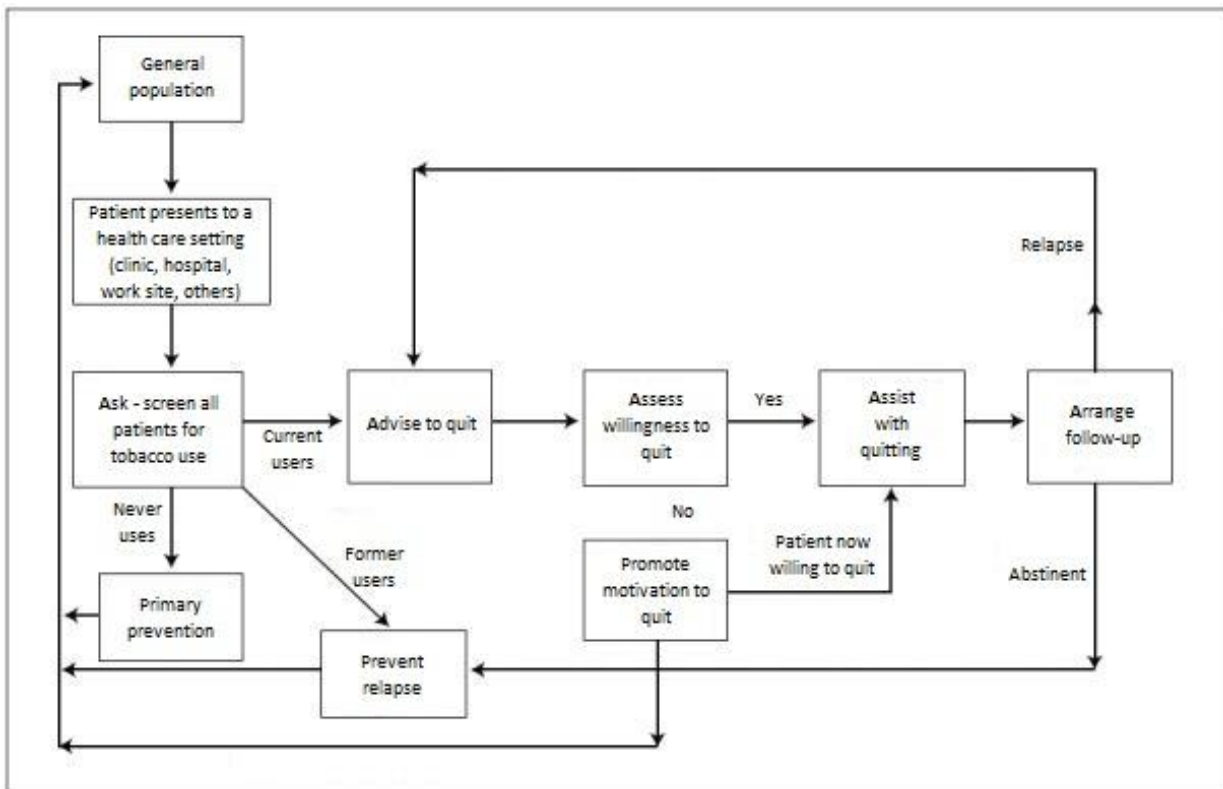 General
population
Patient presents to a
health care setting
(clinic, hospital,
work site, others)
Relapse
Ask - screen all
patients for
tobacco use
Current
users
Advise to quit
Assess
willingness to
quit
Yes
Assist
with
quitting
Arrange
follow-up
Never
uses
Former
users
No
Patient now
willing to quit
Abstinent
Primary
prevention
Promote
motivation to
quit
Prevent
relapse